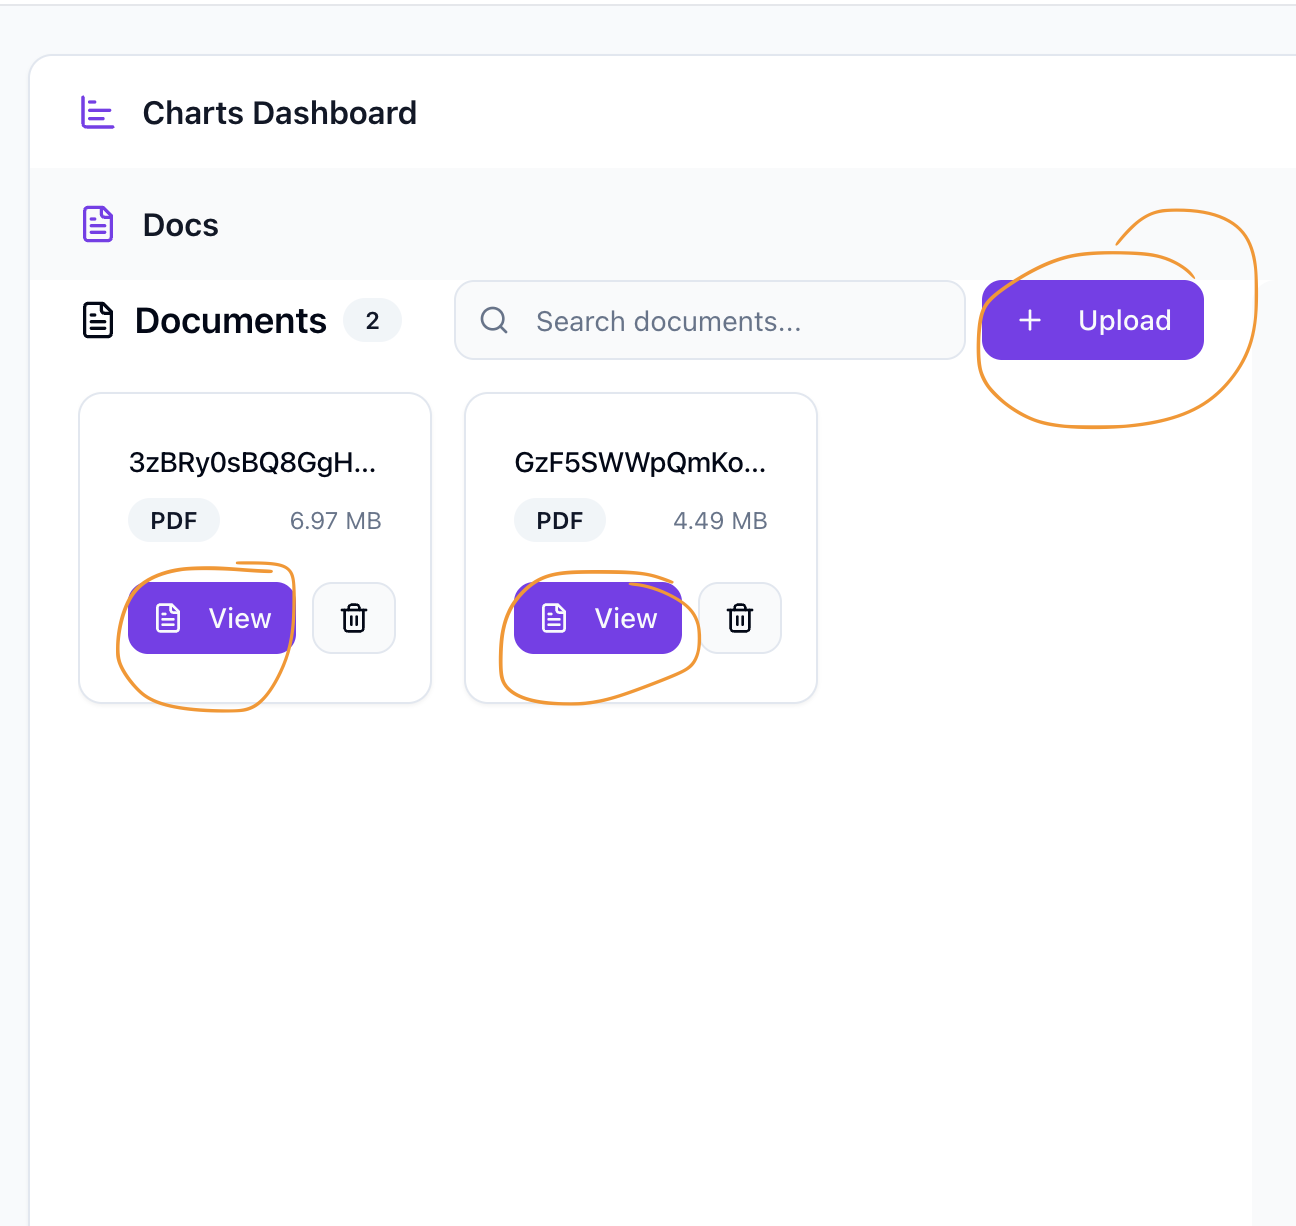 Charts Dashboard
Docs
Documents 2 Search documents... + Upload
3zBRy0sBQ8GgH...
PDF 6.97 MB
View
GzF5SWWpQmKo...
PDF 4.49 MB
View